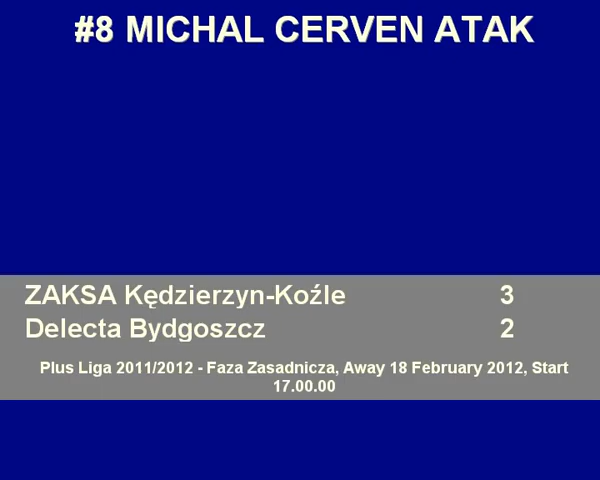 #8 MICHAL CERVEN ATAK
ZAKSA Kędzierzyn-Koźle 3
Delecta Bydgoszcz 2
Plus Liga 2011/2012 - Faza Zasadnicza, Away 18 February 2012, Start
17.00.00